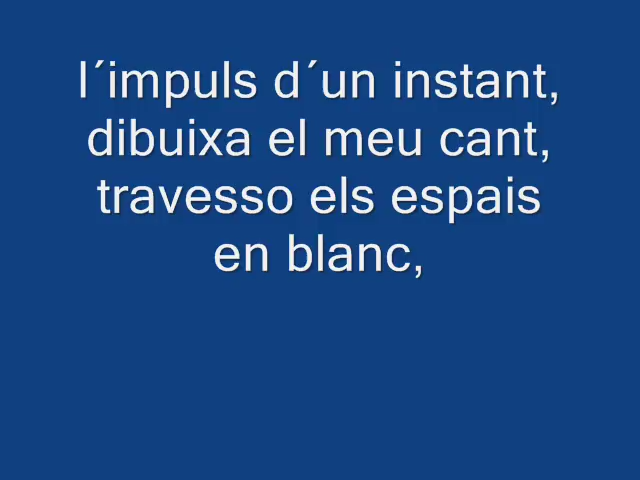 l´impuls d´un instant,
dibuixa el meu cant,
travesso els espais
en blanc,